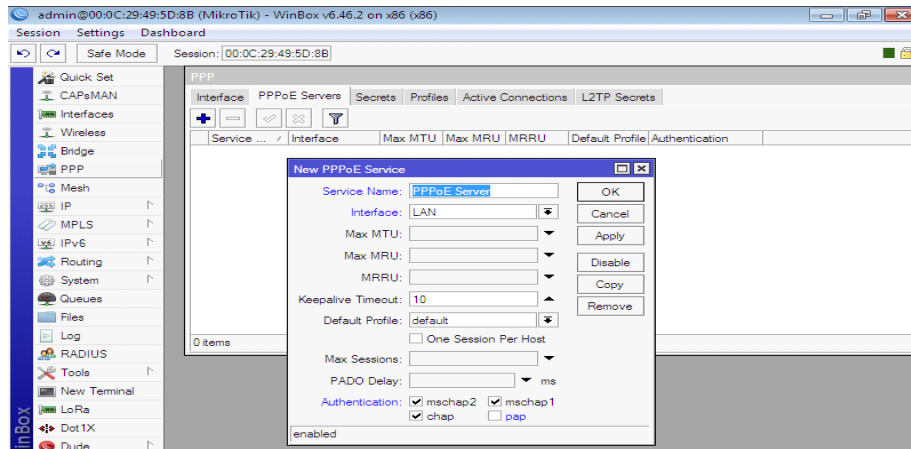 admin@00:0C:29:49:5D:8B (MikroTik) - WinBox v6.46.2 on x86 (x86)
Session Settings Dashboard
Safe Mode Session: 00:0C:29:49:5D:8B
Quick Set
CAPsMAN
Interfaces
Wireless
Bridge
PPP
Mesh
IP
MPLS
IPv6
Routing
System
Queues
Files
Log
RADIUS
Tools
New Terminal
LoRa
Dot1X
Dude
inBox
PPP
Interface PPPoE Servers Secrets Profiles Active Connections L2TP Secrets
Service ... Interface Max MTU Max MRU MRRU Default Profile Authentication
0 items
New PPPoE Service
Service Name: PPPoE Server
Interface: LAN
Max MTU:
Max MRU:
MRRU:
Keepalive Timeout: 10
Default Profile: default
One Session Per Host
Max Sessions:
PADO Delay: ms
Authentication: mschap2 mschap1
chap pap
enabled
OK
Cancel
Apply
Disable
Copy
Remove